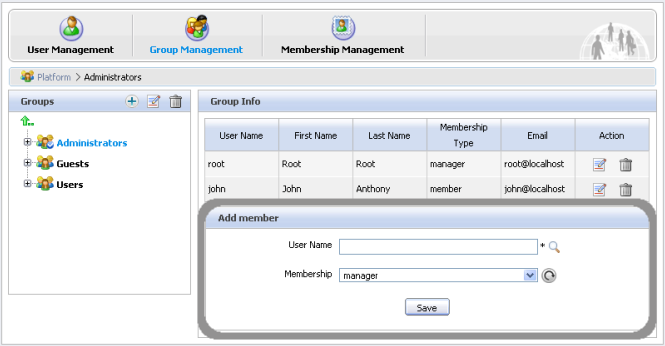 User Management Group Management Membership Management
Platform > Administrators
Groups
Administrators
Guests
Users
Group Info
User Name First Name Last Name Membership Type Email Action
root Root Root manager root@localhost
john John Anthony member john@localhost
Add member
User Name *
Membership manager
Save